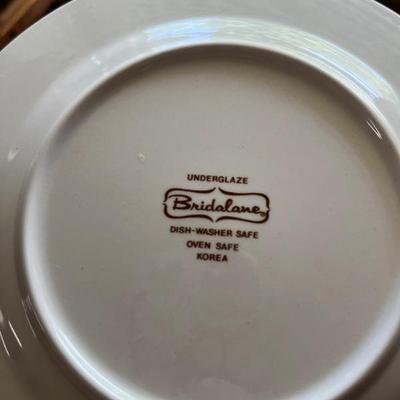 UNDERGLAZE
Bridalane
DISH-WASHER SAFE
OVEN SAFE
KOREA